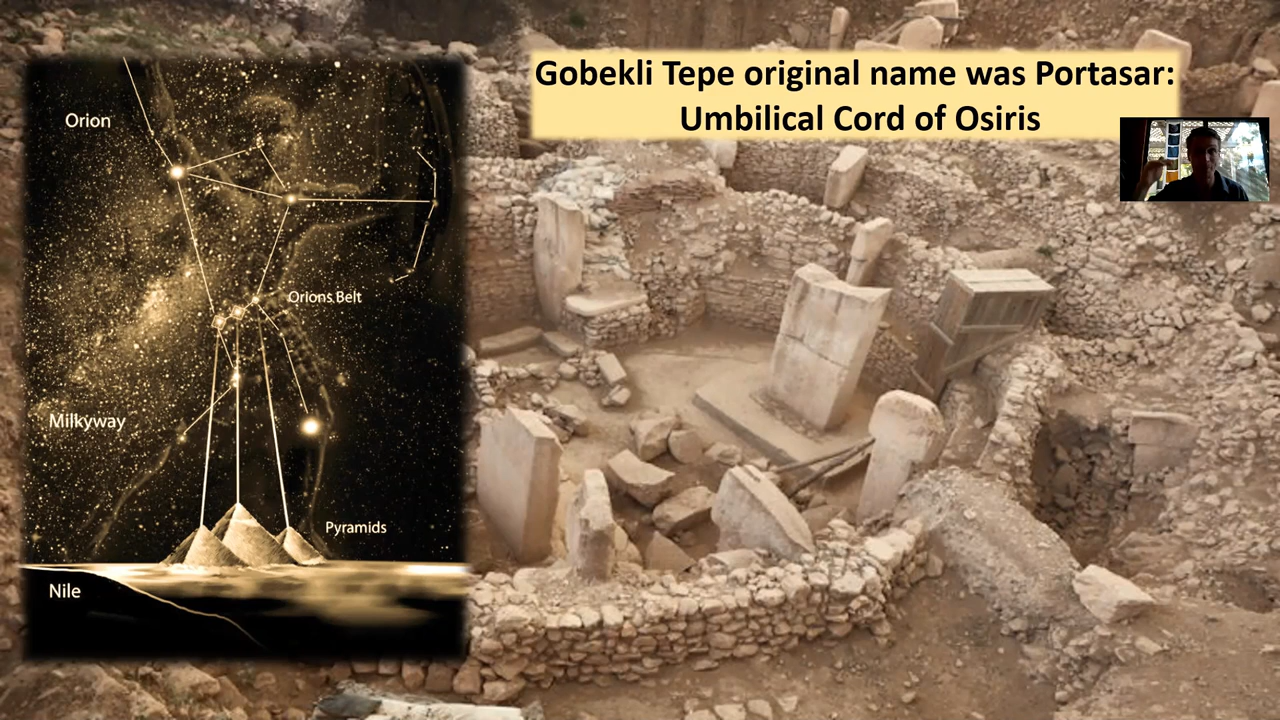 Gobekli Tepe original name was Portasar:
Umbilical Cord of Osiris
Orion
Orions Belt
Milkyway
Pyramids
Nile